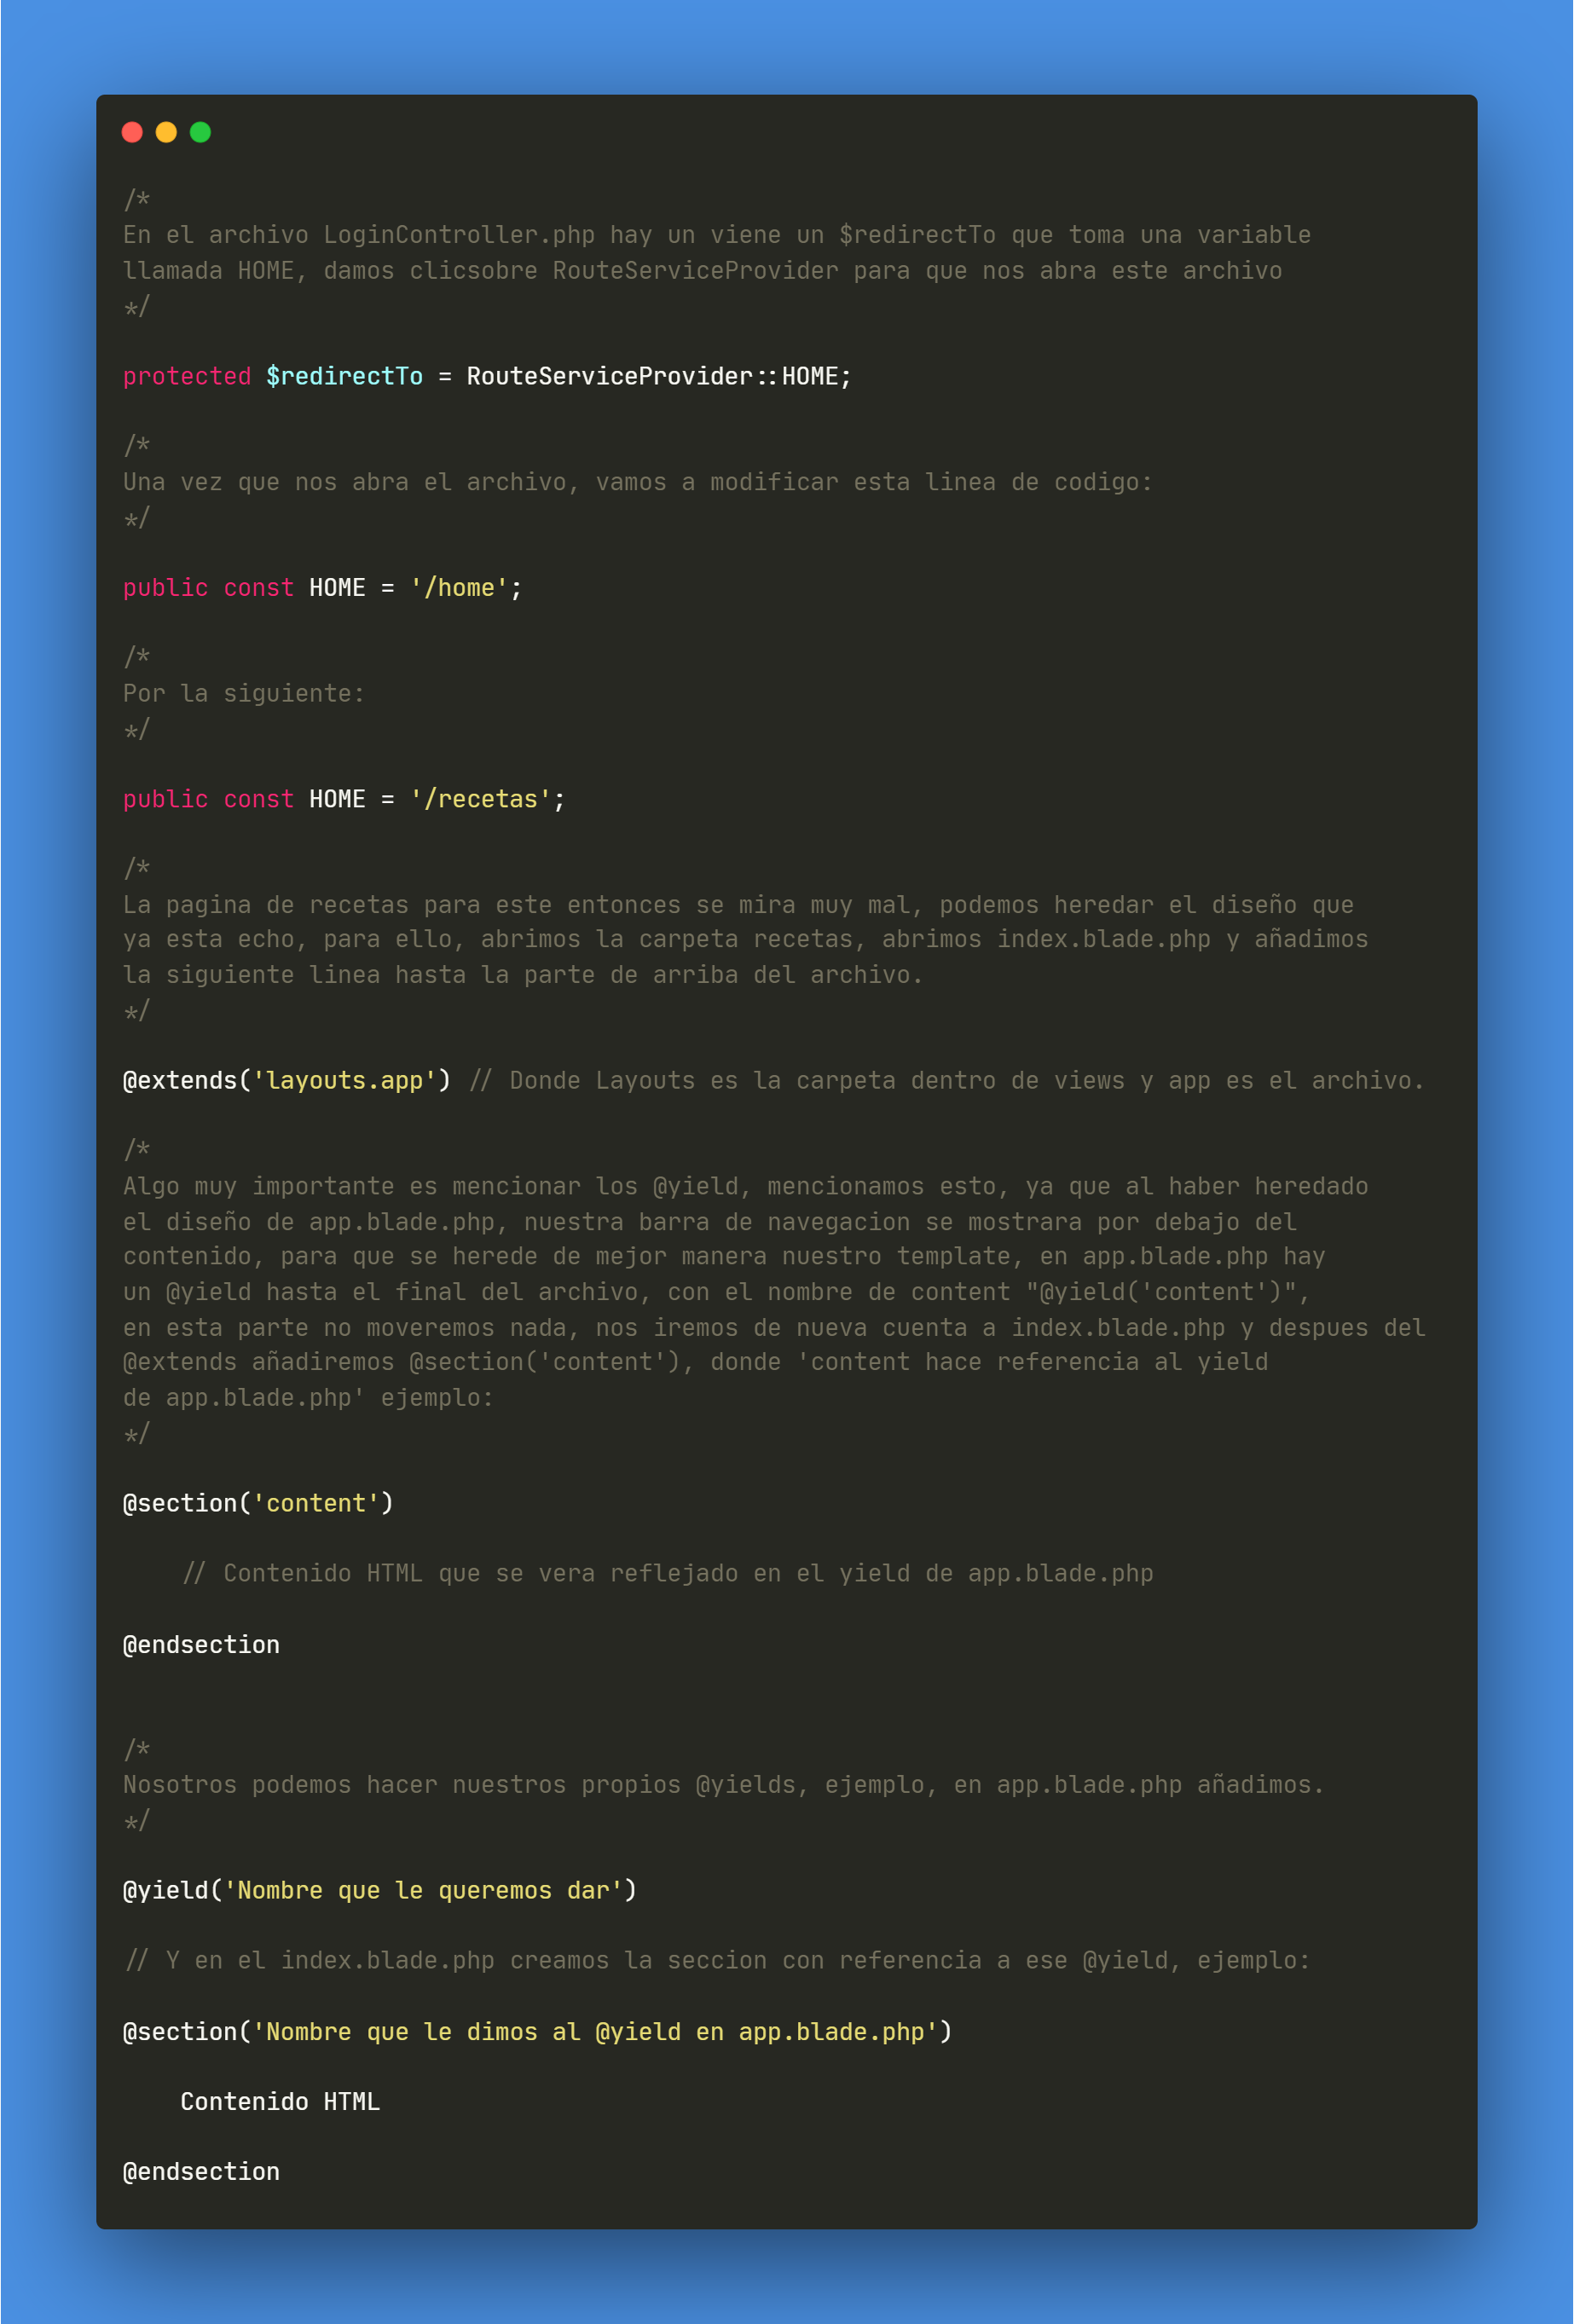 /*
En el archivo LoginController.php hay un viene un $redirectTo que toma una variable
llamada HOME, damos clicsobre RouteServiceProvider para que nos abra este archivo
*/
protected $redirectTo = RouteServiceProvider::HOME;
/*
Una vez que nos abra el archivo, vamos a modificar esta linea de codigo:
*/
public const HOME = '/home';
/*
Por la siguiente:
*/
public const HOME = '/recetas';
/*
La pagina de recetas para este entonces se mira muy mal, podemos heredar el diseño que
ya esta echo, para ello, abrimos la carpeta recetas, abrimos index.blade.php y añadimos
la siguiente linea hasta la parte de arriba del archivo.
*/
@extends('layouts.app') // Donde Layouts es la carpeta dentro de views y app es el archivo.
/*
Algo muy importante es mencionar los @yield, mencionamos esto, ya que al haber heredado
el diseño de app.blade.php, nuestra barra de navegacion se mostrara por debajo del
contenido, para que se herede de mejor manera nuestro template, en app.blade.php hay
un @yield hasta el final del archivo, con el nombre de content "@yield('content')",
en esta parte no moveremos nada, nos iremos de nueva cuenta a index.blade.php y despues del
@extends añadiremos @section('content'), donde 'content hace referencia al yield
de app.blade.php' ejemplo:
*/
@section('content')
// Contenido HTML que se vera reflejado en el yield de app.blade.php
@endsection
/*
Nosotros podemos hacer nuestros propios @yields, ejemplo, en app.blade.php añadimos.
*/
@yield('Nombre que le queremos dar')
// Y en el index.blade.php creamos la seccion con referencia a ese @yield, ejemplo:
@section('Nombre que le dimos al @yield en app.blade.php')
Contenido HTML
@endsection